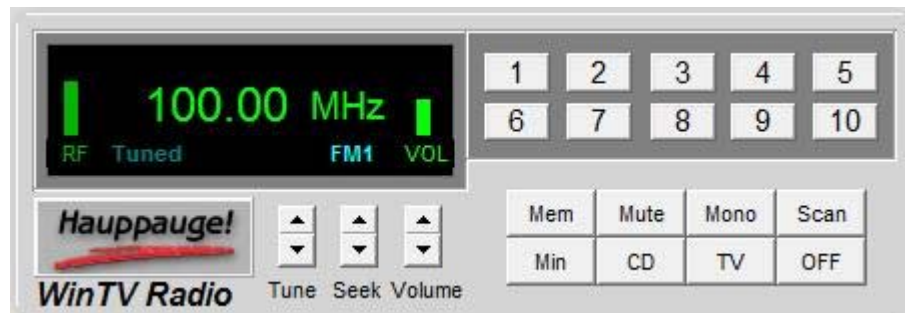 100.00 MHz
RF Tuned FM1 VOL
1 2 3 4 5
6 7 8 9 10
Hauppauge!
WinTV Radio
Tune Seek Volume
Mem Mute Mono Scan
Min CD TV OFF